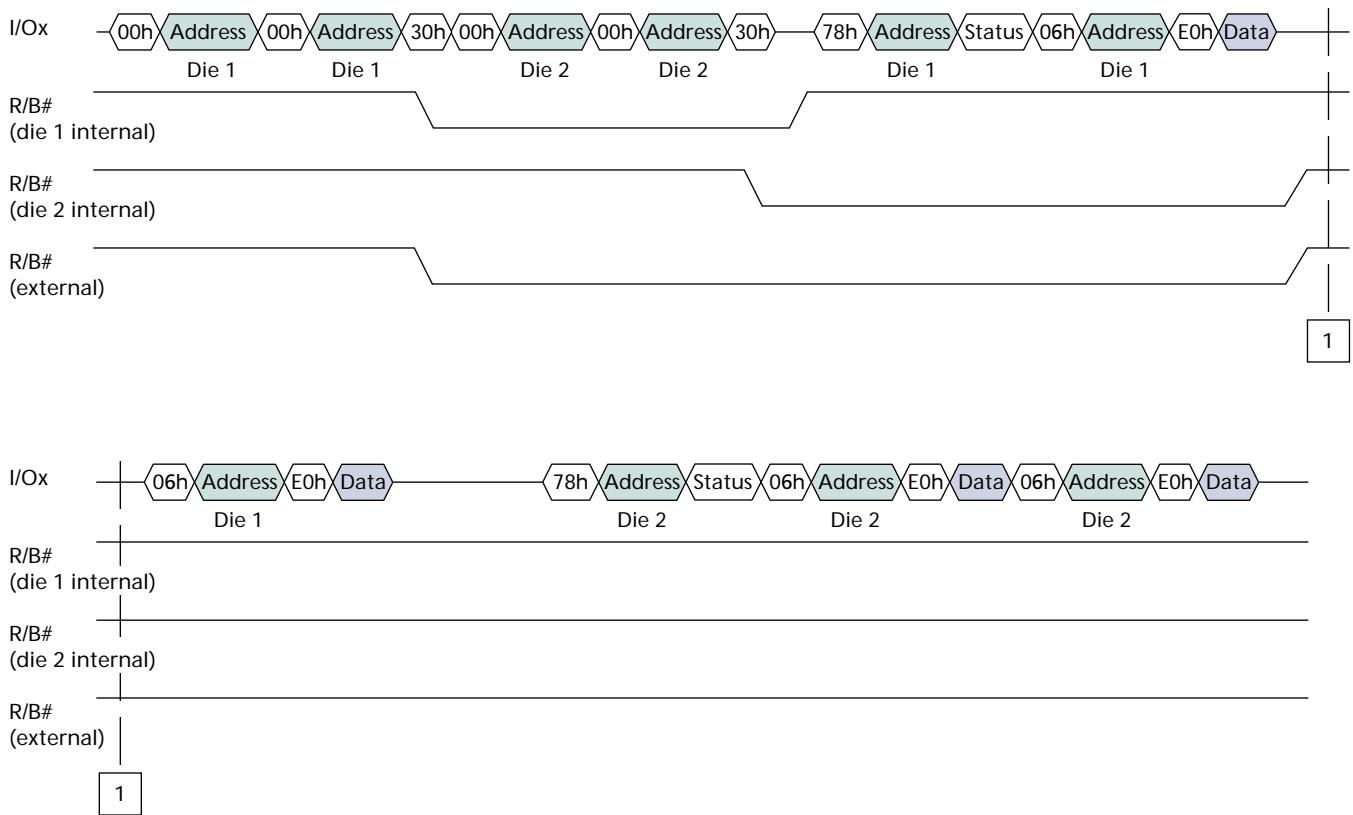 I/Ox 00h Address 00h Address 30h 00h Address 00h Address 30h 78h Address Status 06h Address E0h Data
Die 1 Die 1 Die 2 Die 2 Die 1 Die 1
R/B#
(die 1 internal)
R/B#
(die 2 internal)
R/B#
(external)
1
I/Ox 06h Address E0h Data 78h Address Status 06h Address E0h Data 06h Address E0h Data
Die 1 Die 2 Die 2 Die 2
R/B#
(die 1 internal)
R/B#
(die 2 internal)
R/B#
(external)
1